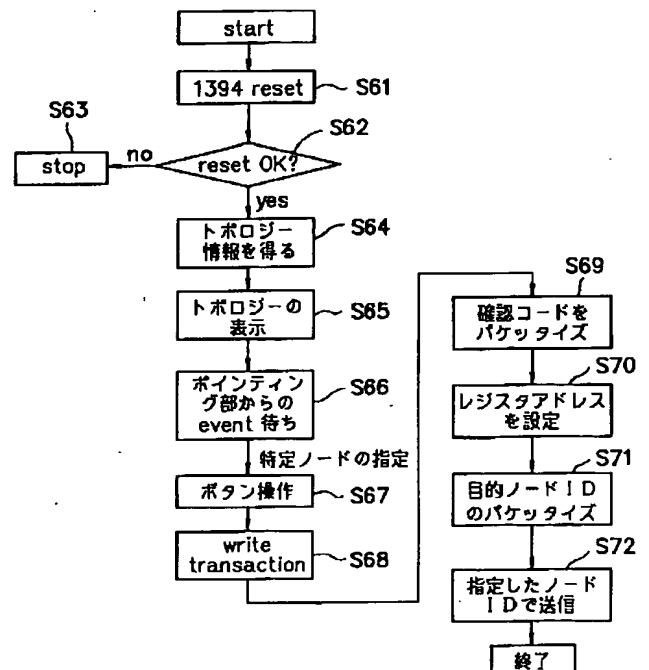 start
1394 reset
S61
S62
S63
reset OK?
no
stop
yes
トポロジー
情報を得る
S64
トポロジーの
表示
S65
ポインティン
グ部からの
event 待ち
S66
特定ノードの指定
ボタン操作
S67
write
transaction
S68
S69
確認コードを
パケッタイズ
S70
レジスタアドレス
を設定
S71
目的ノードID
のパケッタイズ
S72
指定したノード
IDで送信
終了